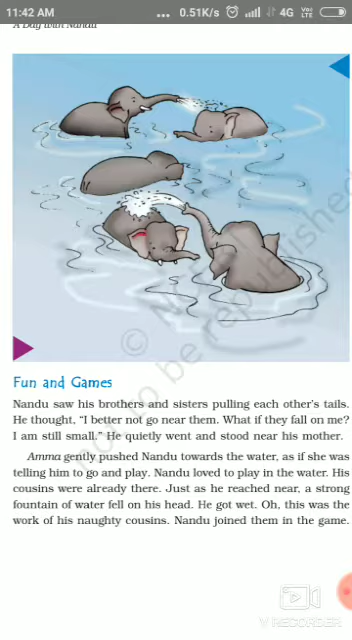 11:42 AM ... 0.51K/s 4G VoLTE
A Day with Nandu
© N
not to be republished
Fun and Games
Nandu saw his brothers and sisters pulling each other's tails.
He thought, "I better not go near them. What if they fall on me?
I am still small." He quietly went and stood near his mother.
Amma gently pushed Nandu towards the water, as if she was
telling him to go and play. Nandu loved to play in the water. His
cousins were already there. Just as he reached near, a strong
fountain of water fell on his head. He got wet. Oh, this was the
work of his naughty cousins. Nandu joined them in the game.
V RECORDER